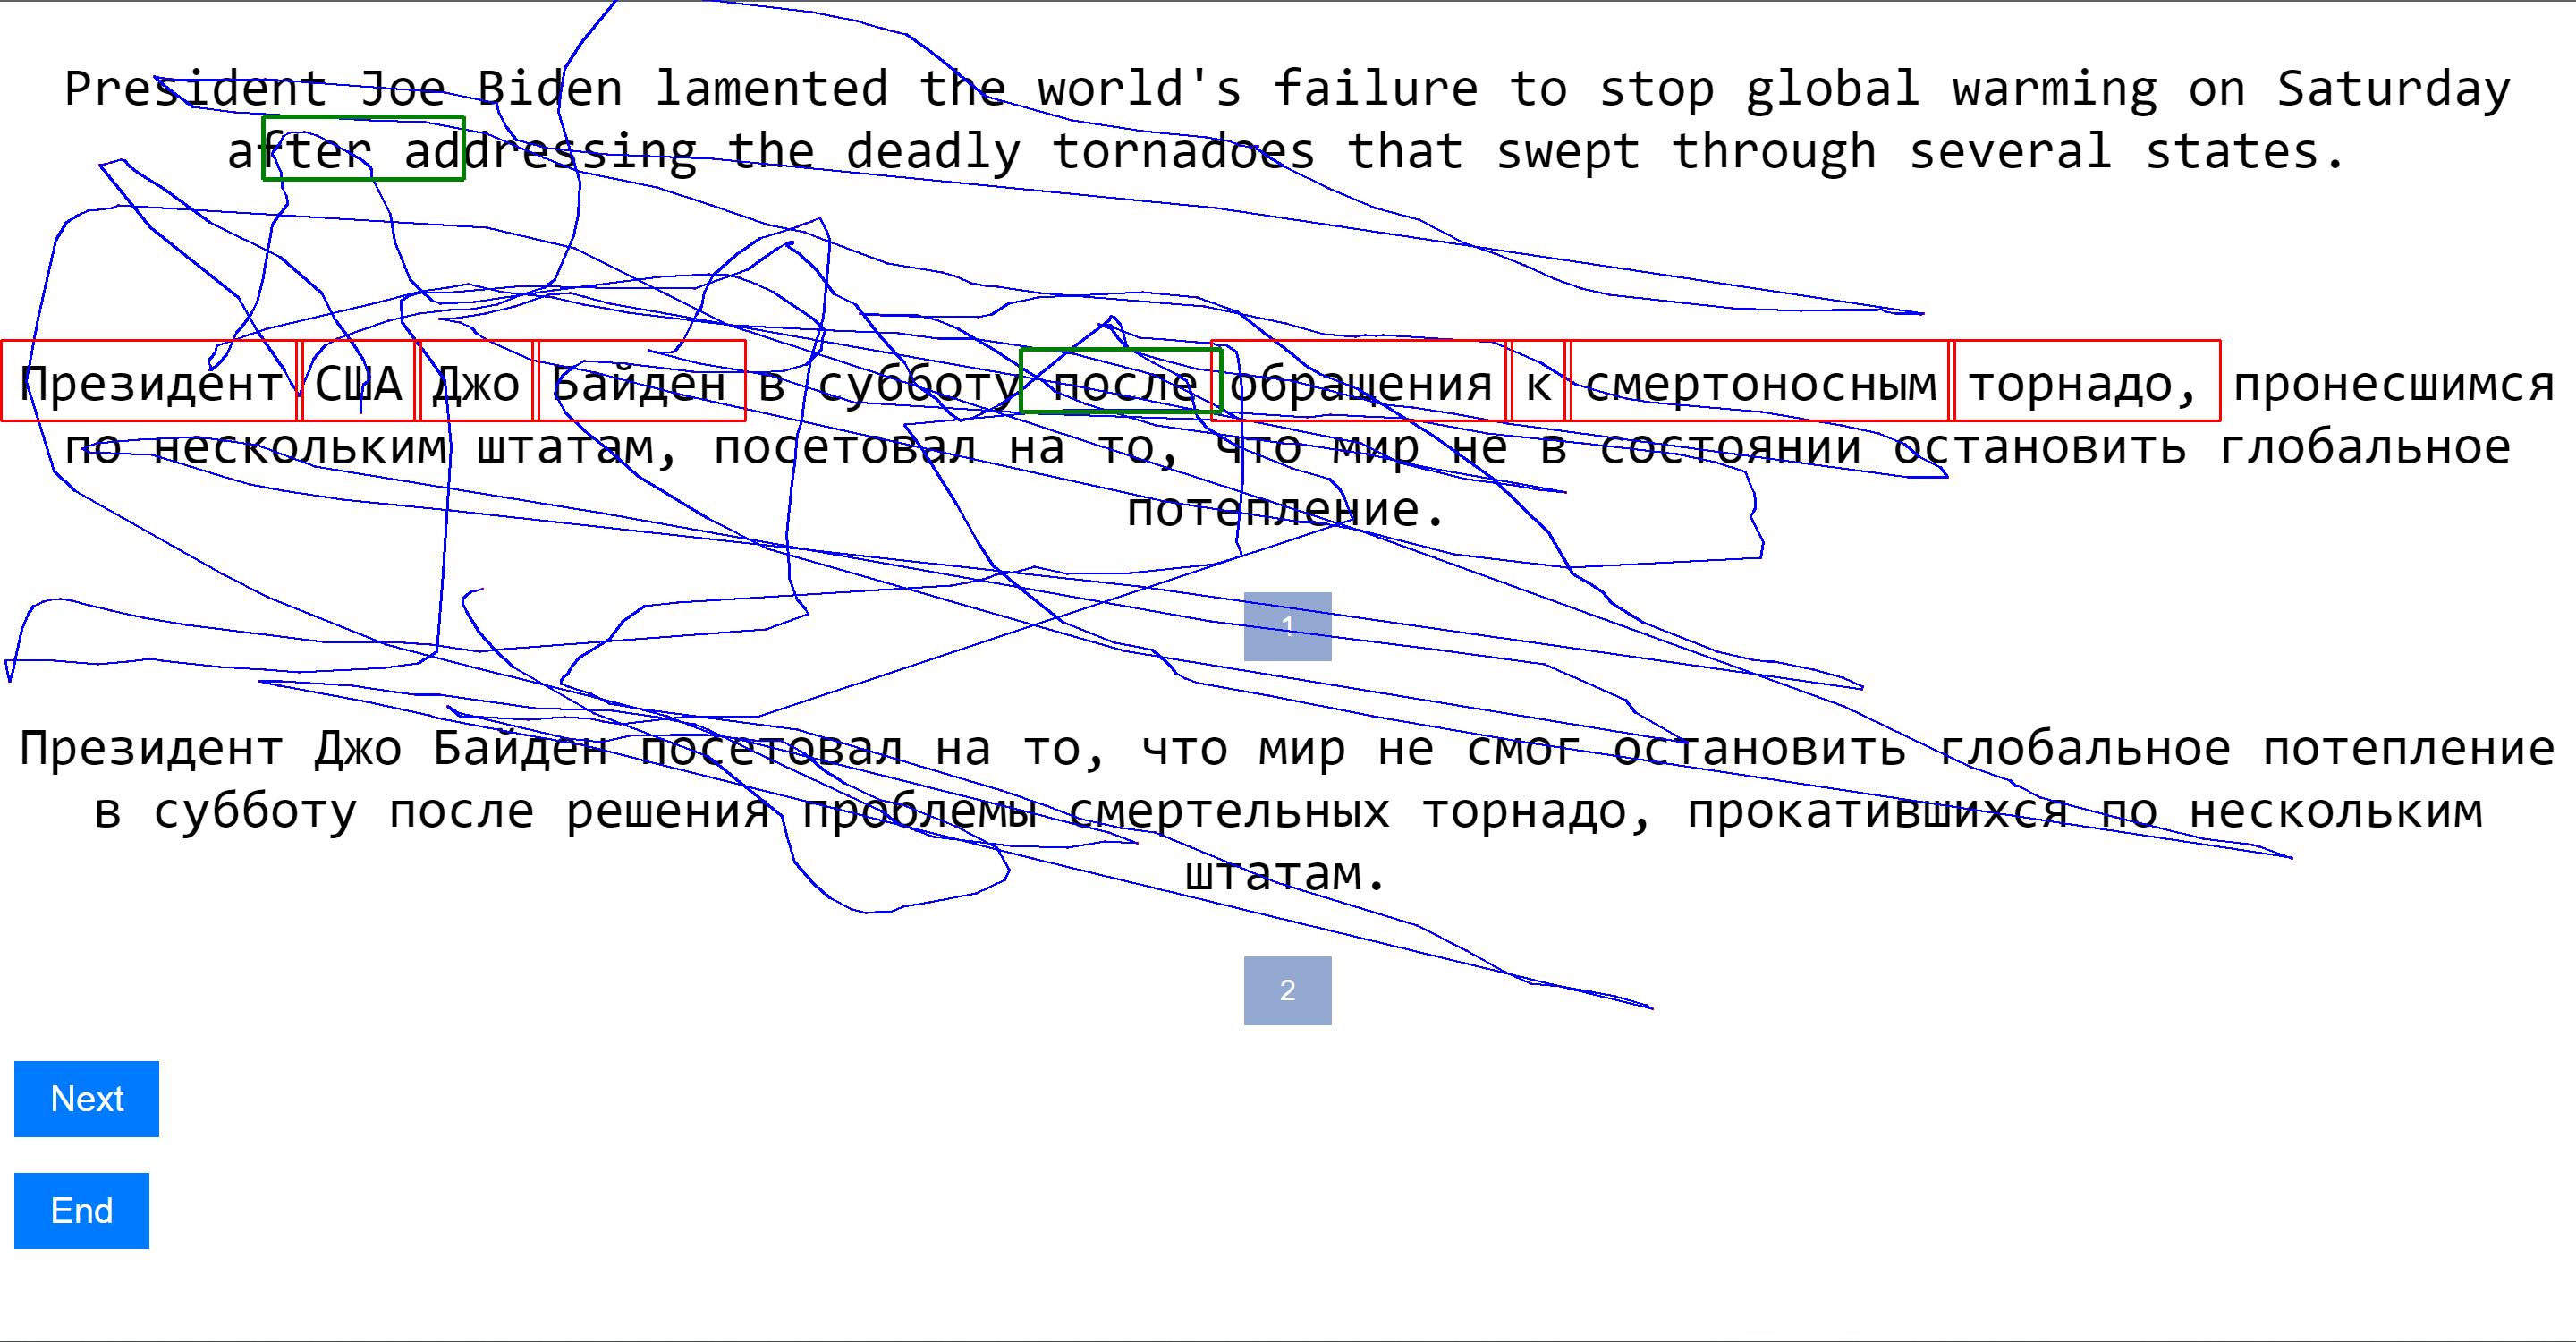 President Joe Biden lamented the world's failure to stop global warming on Saturday
after addressing the deadly tornadoes that swept through several states.
Президент США Джо Байден в субботу после обращения к смертоносным торнадо, пронесшимся
по нескольким штатам, посетовал на то, что мир не в состоянии остановить глобальное
потепление.
1
Президент Джо Байден посетовал на то, что мир не смог остановить глобальное потепление
в субботу после решения проблемы смертельных торнадо, прокатившихся по нескольким
штатам.
2
Next
End